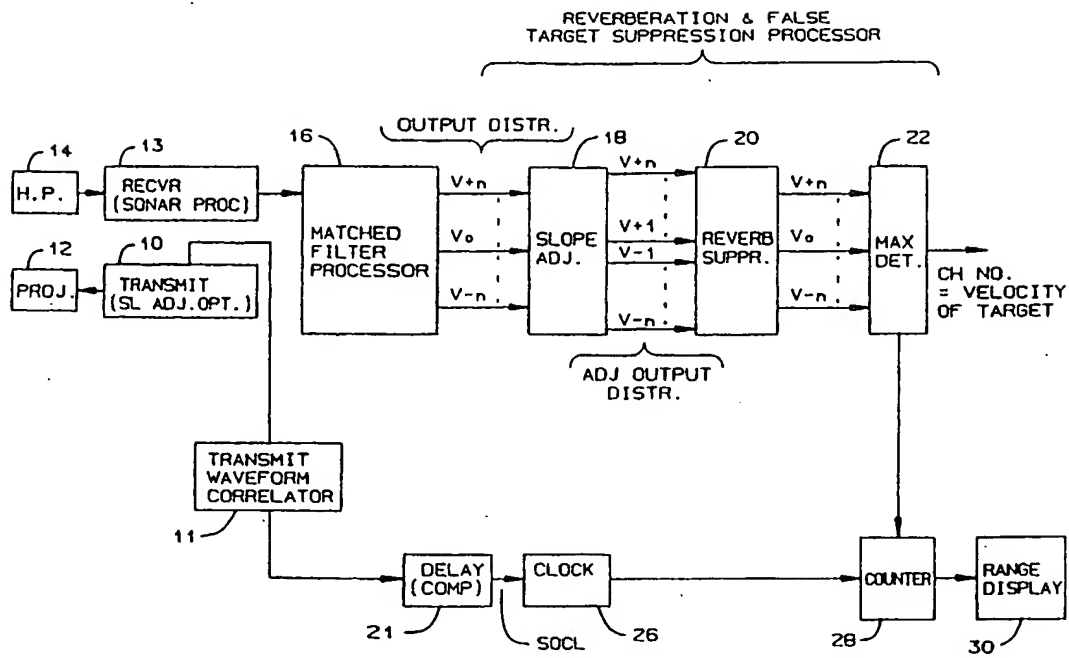 REVERBERATION & FALSE
TARGET SUPPRESSION PROCESSOR
OUTPUT DISTR.
14
13
16
18
20
22
H.P.
RECVR
(SONAR PROC)
MATCHED
FILTER
PROCESSOR
V+n
Vo
V-n
SLOPE
ADJ.
V+n
V+1
V-1
V-n
REVERB
SUPPR.
V+n
Vo
V-n
MAX
DET.
CH NO.
= VELOCITY
OF TARGET
12
10
PROJ.
TRANSMIT
(SL ADJ.OPT.)
ADJ OUTPUT
DISTR.
TRANSMIT
WAVEFORM
CORRELATOR
11
DELAY
(COMP)
21
SOCL
CLOCK
26
COUNTER
28
RANGE
DISPLAY
30